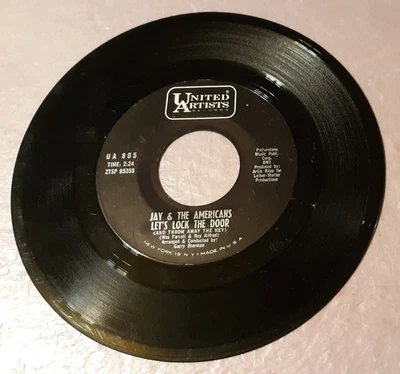 UNITED
ARTISTS
RECORDS
UA 805
TIME: 2:24
ZTSP 95355
Picturetone
Music Publ.
Corp.
BMI
Produced by:
Artie Ripp for
Leiber-Stoller
Productions
JAY & THE AMERICANS
LET'S LOCK THE DOOR
(AND THROW AWAY THE KEY)
(Wes Farrell & Roy Alfred)
Arranged & Conducted by:
Garry Sherman
NEW YORK 19 N.Y • MADE IN U.S.A.